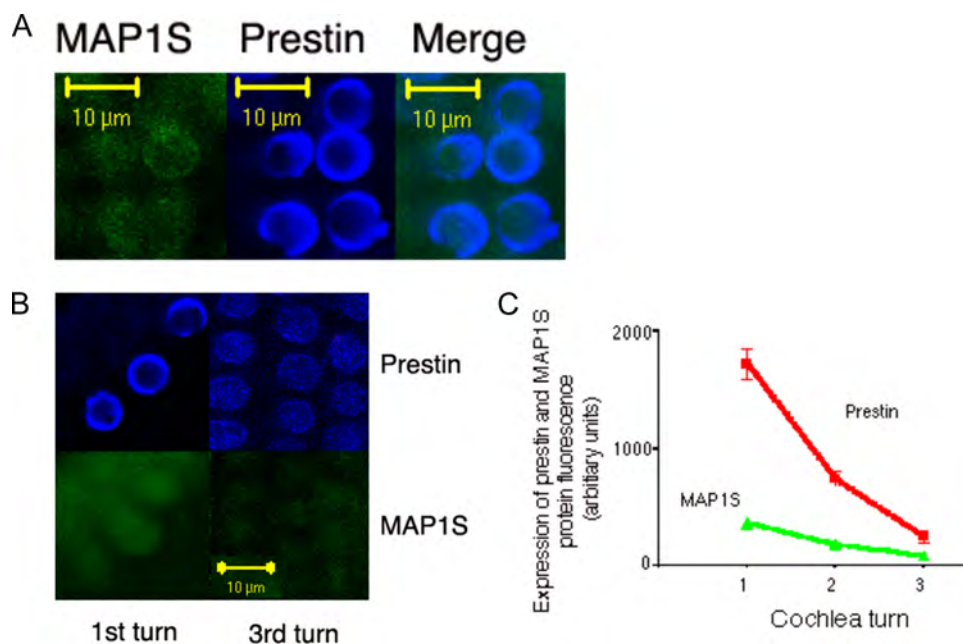 A
MAP1S Prestin Merge
10 µm 10 µm 10 µm
B
Prestin
MAP1S
10 µm
1st turn 3rd turn
C
Expression of prestin and MAP1S
protein fluorescence
(arbitiary units)
2000
1000
0
Prestin
MAP1S
1 2 3
Cochlea turn